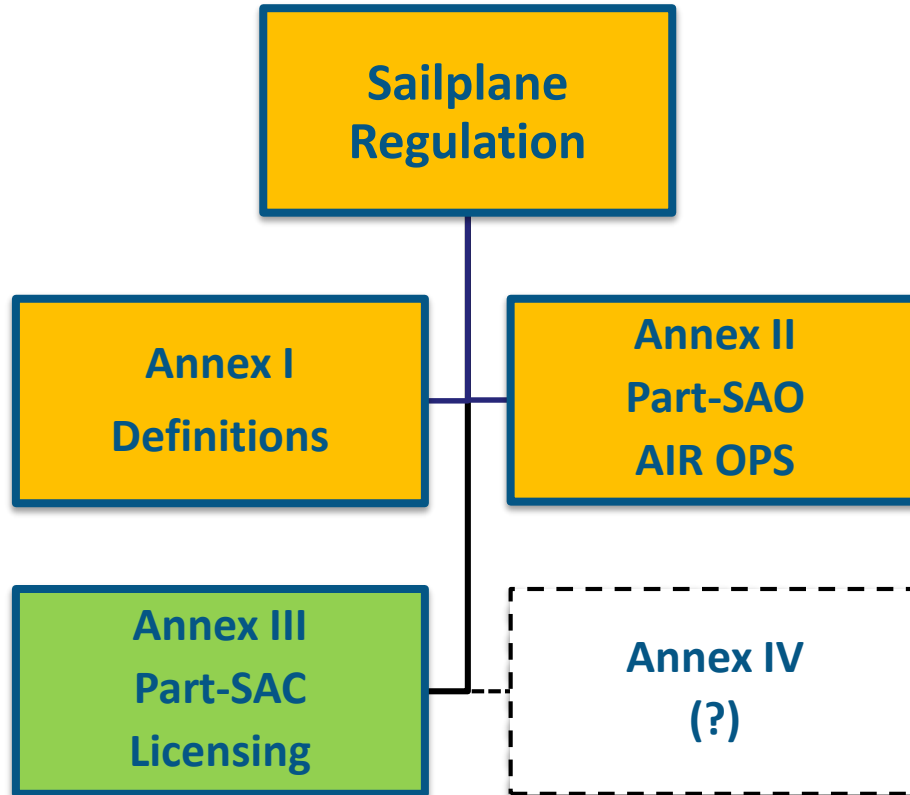 Sailplane
Regulation
Annex I
Definitions
Annex II
Part-SAO
AIR OPS
Annex III
Part-SAC
Licensing
Annex IV
(?)